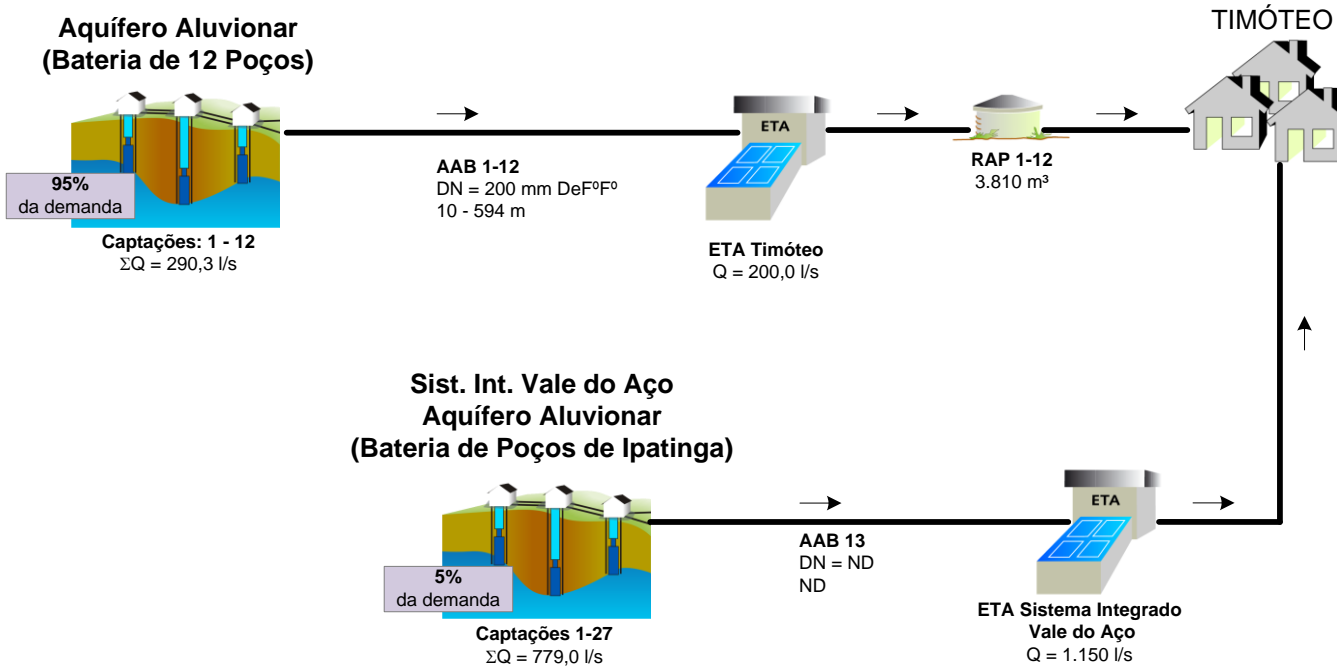 Aquífero Aluvionar
(Bateria de 12 Poços)
TIMÓTEO
ETA
95%
da demanda
AAB 1-12
DN = 200 mm DeFºFº
10 - 594 m
RAP 1-12
3.810 m³
Captações: 1 - 12
ΣQ = 290,3 l/s
ETA Timóteo
Q = 200,0 l/s
Sist. Int. Vale do Aço
Aquífero Aluvionar
(Bateria de Poços de Ipatinga)
ETA
5%
da demanda
AAB 13
DN = ND
ND
Captações 1-27
ΣQ = 779,0 l/s
ETA Sistema Integrado
Vale do Aço
Q = 1.150 l/s